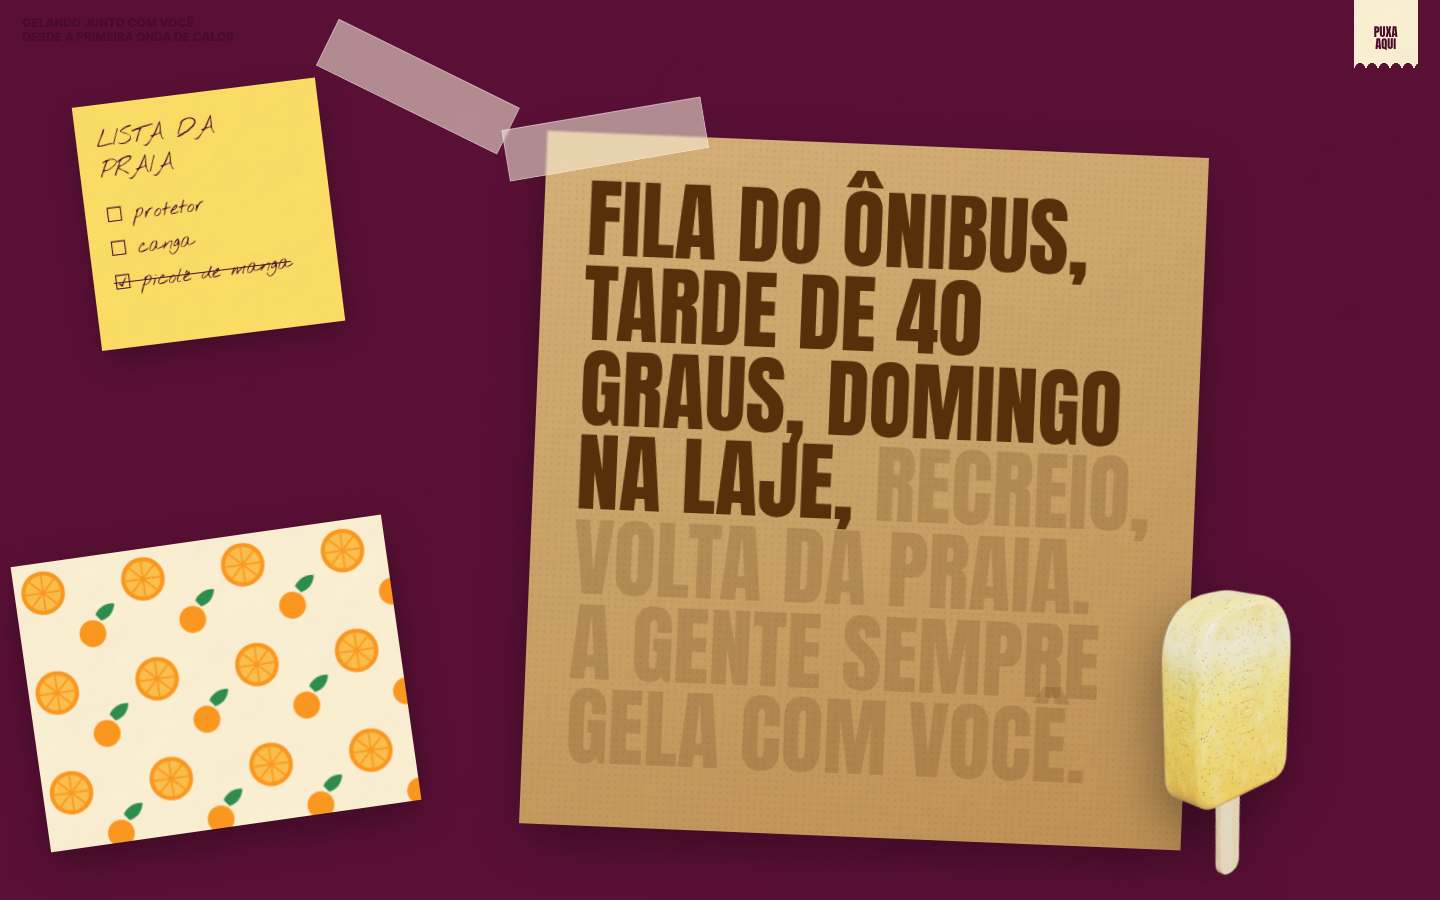 GELANDO JUNTO COM VOCÊ
DESDE A PRIMEIRA ONDA DE CALOR
PUXA
AQUI
LISTA DA
PRAIA
protetor
canga
picolé de manga
FILA DO ÔNIBUS,
TARDE DE 40
GRAUS, DOMINGO
NA LAJE, RECREIO,
VOLTA DA PRAIA.
A GENTE SEMPRE
GELA COM VOCÊ.